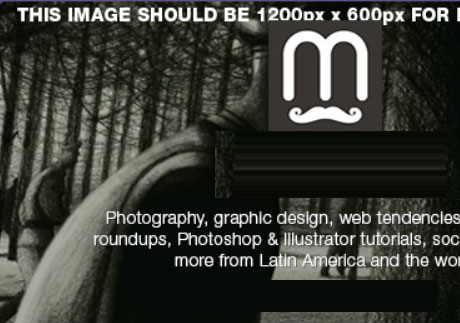 THIS IMAGE SHOULD BE 1200px x 600px FOR
m
Photography, graphic design, web tendencies
roundups, Photoshop & Illustrator tutorials, soc
more from Latin America and the wor